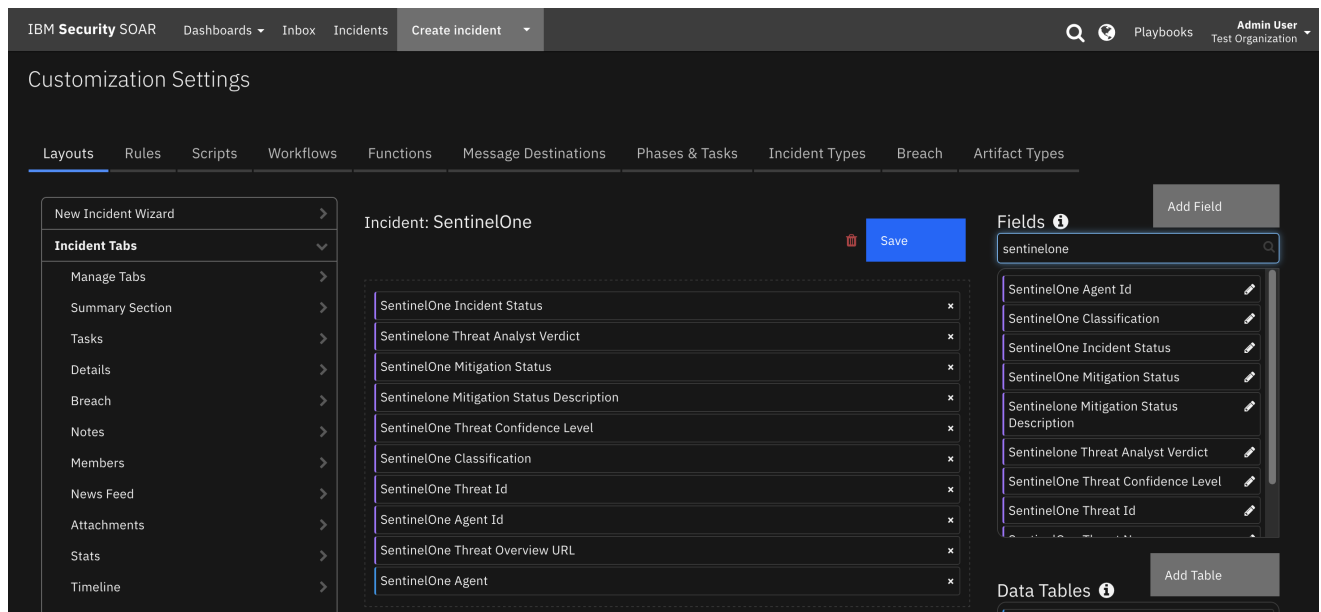 IBM Security SOAR Dashboards Inbox Incidents Create incident Playbooks Admin User
Test Organization
Customization Settings
Layouts Rules Scripts Workflows Functions Message Destinations Phases & Tasks Incident Types Breach Artifact Types
New Incident Wizard
Incident Tabs
Manage Tabs
Summary Section
Tasks
Details
Breach
Notes
Members
News Feed
Attachments
Stats
Timeline
Incident: SentinelOne
Save
SentinelOne Incident Status
Sentinelone Threat Analyst Verdict
SentinelOne Mitigation Status
Sentinelone Mitigation Status Description
SentinelOne Threat Confidence Level
SentinelOne Classification
SentinelOne Threat Id
SentinelOne Agent Id
SentinelOne Threat Overview URL
SentinelOne Agent
Fields
Add Field
sentinelone
SentinelOne Agent Id
SentinelOne Classification
SentinelOne Incident Status
SentinelOne Mitigation Status
Sentinelone Mitigation Status
Description
Sentinelone Threat Analyst Verdict
SentinelOne Threat Confidence Level
SentinelOne Threat Id
Data Tables
Add Table